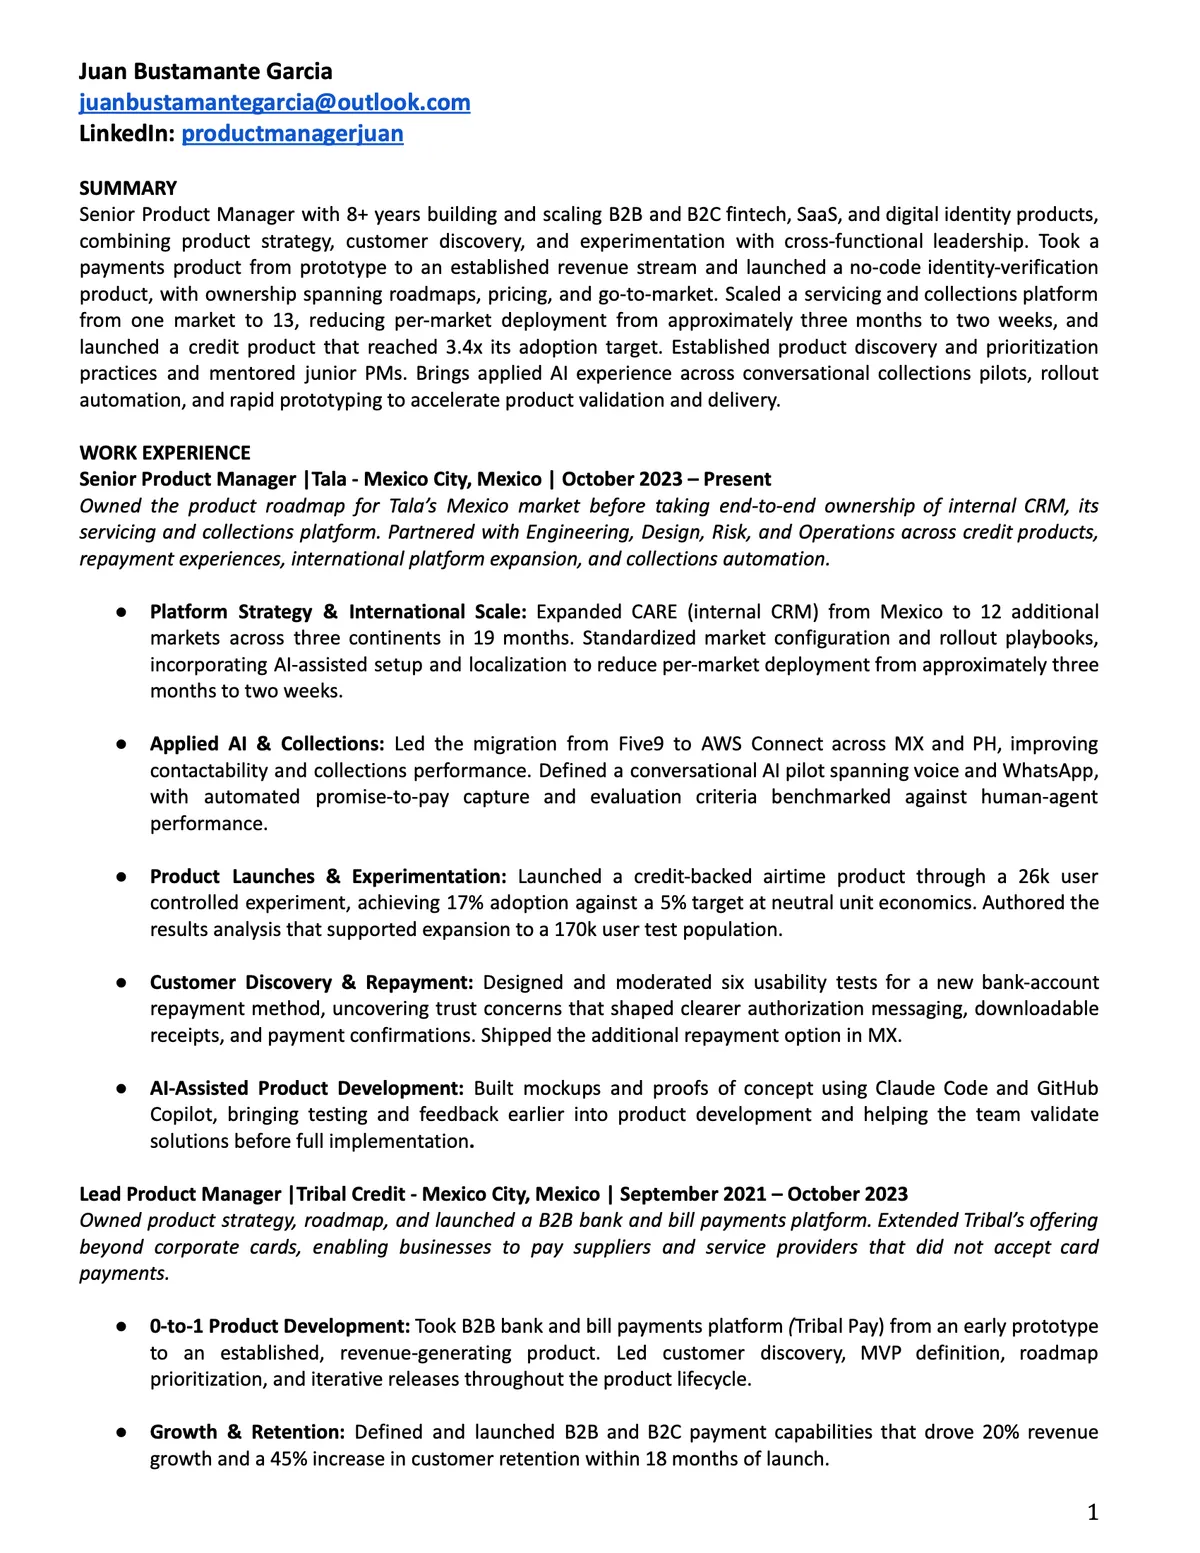 Juan Bustamante Garcia
juanbustamantegarcia@outlook.com
LinkedIn: productmanagerjuan
SUMMARY
Senior Product Manager with 8+ years building and scaling B2B and B2C fintech, SaaS, and digital identity products,
combining product strategy, customer discovery, and experimentation with cross-functional leadership. Took a
payments product from prototype to an established revenue stream and launched a no-code identity-verification
product, with ownership spanning roadmaps, pricing, and go-to-market. Scaled a servicing and collections platform
from one market to 13, reducing per-market deployment from approximately three months to two weeks, and
launched a credit product that reached 3.4x its adoption target. Established product discovery and prioritization
practices and mentored junior PMs. Brings applied AI experience across conversational collections pilots, rollout
automation, and rapid prototyping to accelerate product validation and delivery.
WORK EXPERIENCE
Senior Product Manager |Tala - Mexico City, Mexico | October 2023 – Present
Owned the product roadmap for Tala’s Mexico market before taking end-to-end ownership of internal CRM, its
servicing and collections platform. Partnered with Engineering, Design, Risk, and Operations across credit products,
repayment experiences, international platform expansion, and collections automation.
● Platform Strategy & International Scale: Expanded CARE (internal CRM) from Mexico to 12 additional
markets across three continents in 19 months. Standardized market configuration and rollout playbooks,
incorporating AI-assisted setup and localization to reduce per-market deployment from approximately three
months to two weeks.
● Applied AI & Collections: Led the migration from Five9 to AWS Connect across MX and PH, improving
contactability and collections performance. Defined a conversational AI pilot spanning voice and WhatsApp,
with automated promise-to-pay capture and evaluation criteria benchmarked against human-agent
performance.
● Product Launches & Experimentation: Launched a credit-backed airtime product through a 26k user
controlled experiment, achieving 17% adoption against a 5% target at neutral unit economics. Authored the
results analysis that supported expansion to a 170k user test population.
● Customer Discovery & Repayment: Designed and moderated six usability tests for a new bank-account
repayment method, uncovering trust concerns that shaped clearer authorization messaging, downloadable
receipts, and payment confirmations. Shipped the additional repayment option in MX.
● AI-Assisted Product Development: Built mockups and proofs of concept using Claude Code and GitHub
Copilot, bringing testing and feedback earlier into product development and helping the team validate
solutions before full implementation.
Lead Product Manager |Tribal Credit - Mexico City, Mexico | September 2021 – October 2023
Owned product strategy, roadmap, and launched a B2B bank and bill payments platform. Extended Tribal’s offering
beyond corporate cards, enabling businesses to pay suppliers and service providers that did not accept card
payments.
● 0-to-1 Product Development: Took B2B bank and bill payments platform (Tribal Pay) from an early prototype
to an established, revenue-generating product. Led customer discovery, MVP definition, roadmap
prioritization, and iterative releases throughout the product lifecycle.
● Growth & Retention: Defined and launched B2B and B2C payment capabilities that drove 20% revenue
growth and a 45% increase in customer retention within 18 months of launch.
1